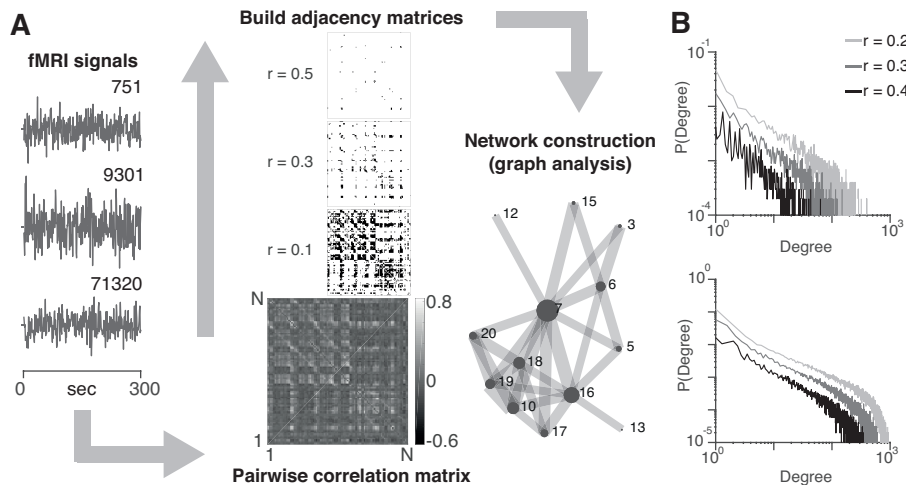 A
fMRI signals
751
9301
71320
0 sec 300
Build adjacency matrices
r = 0.5
r = 0.3
r = 0.1
N
1
1 N
0.8
0
-0.6
Pairwise correlation matrix
Network construction
(graph analysis)
12
15
3
6
7
5
20
18
19
10
16
17
13
B
r = 0.2
r = 0.3
r = 0.4
10-1
P(Degree)
10-4
100
103
Degree
100
P(Degree)
10-5
100
103
Degree